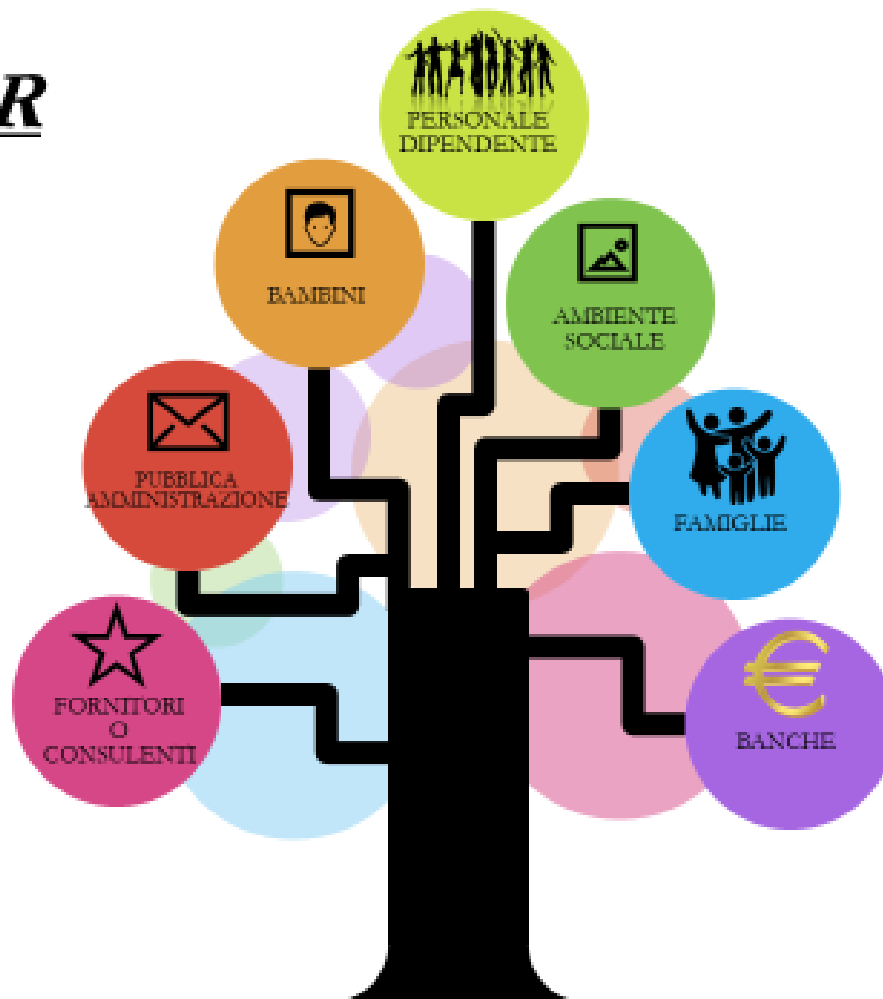 R
PERSONALE
DIPENDENTE
BAMBINI
AMBIENTE
SOCIALE
PUBBLICA
AMMINISTRAZIONE
FAMIGLIE
FORNITORI
O
CONSULENTI
€
BANCHE